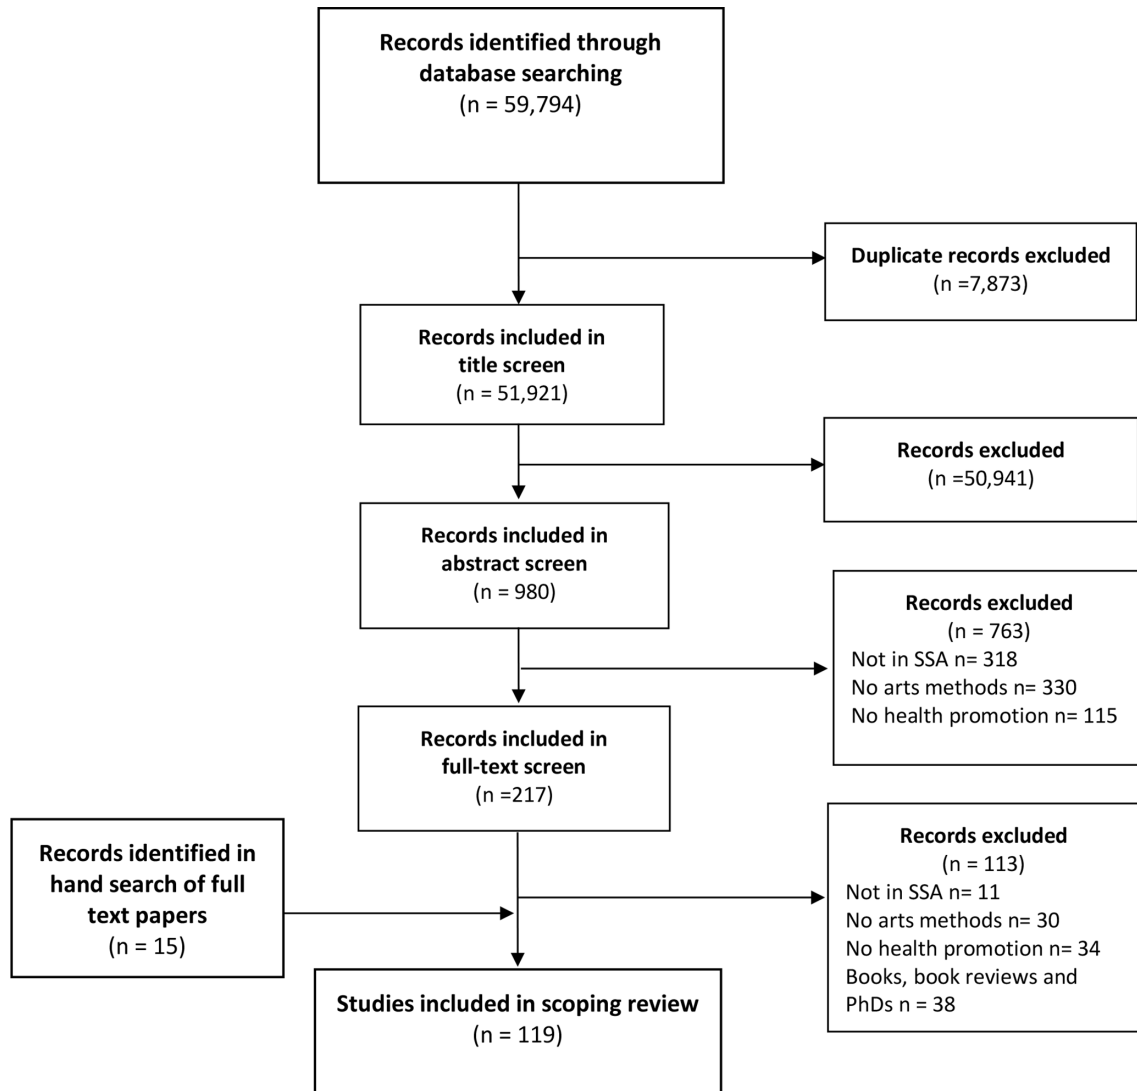 Records identified through
database searching
(n = 59,794)
Duplicate records excluded
(n =7,873)
Records included in
title screen
(n = 51,921)
Records excluded
(n =50,941)
Records included in
abstract screen
(n = 980)
Records excluded
(n = 763)
Not in SSA n= 318
No arts methods n= 330
No health promotion n= 115
Records included in
full-text screen
(n =217)
Records identified in
hand search of full
text papers
(n = 15)
Records excluded
(n = 113)
Not in SSA n= 11
No arts methods n= 30
No health promotion n= 34
Books, book reviews and
PhDs n = 38
Studies included in scoping review
(n = 119)